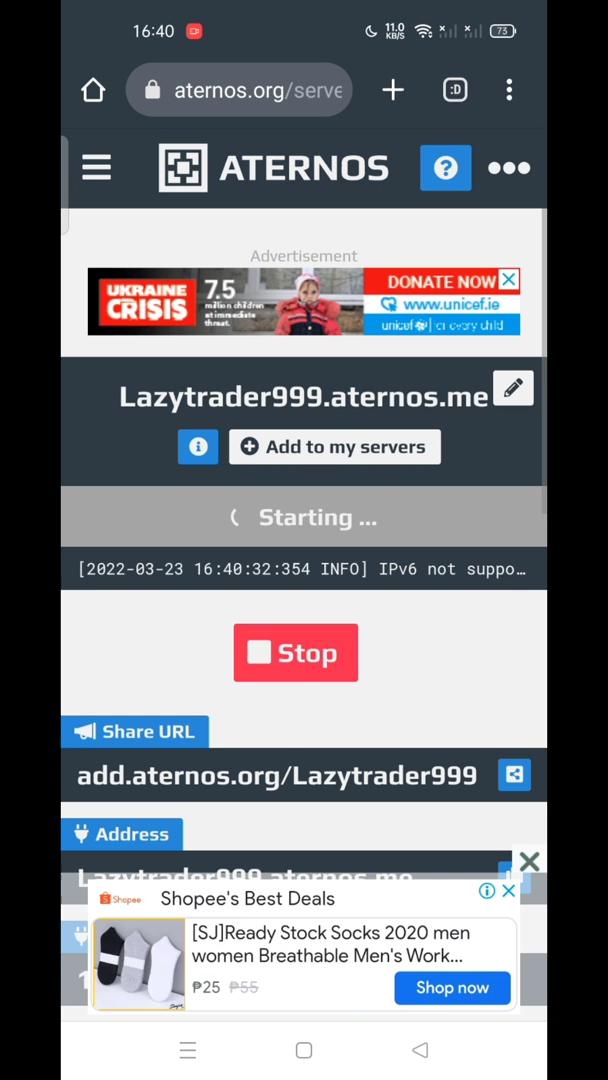 16:40 11.0 KB/S 73
aternos.org/serve :D
ATERNOS
Advertisement
UKRAINE CRISIS
7.5 million children at immediate threat.
DONATE NOW
www.unicef.ie
unicef for every child
Lazytrader999.aternos.me
Add to my servers
Starting ...
[2022-03-23 16:40:32:354 INFO] IPv6 not suppo…
Stop
Share URL
add.aternos.org/Lazytrader999
Address
Lazytrader999.aternos.me
Shopee
Shopee's Best Deals
[SJ]Ready Stock Socks 2020 men
women Breathable Men's Work...
₱25 ₱55
Shop now